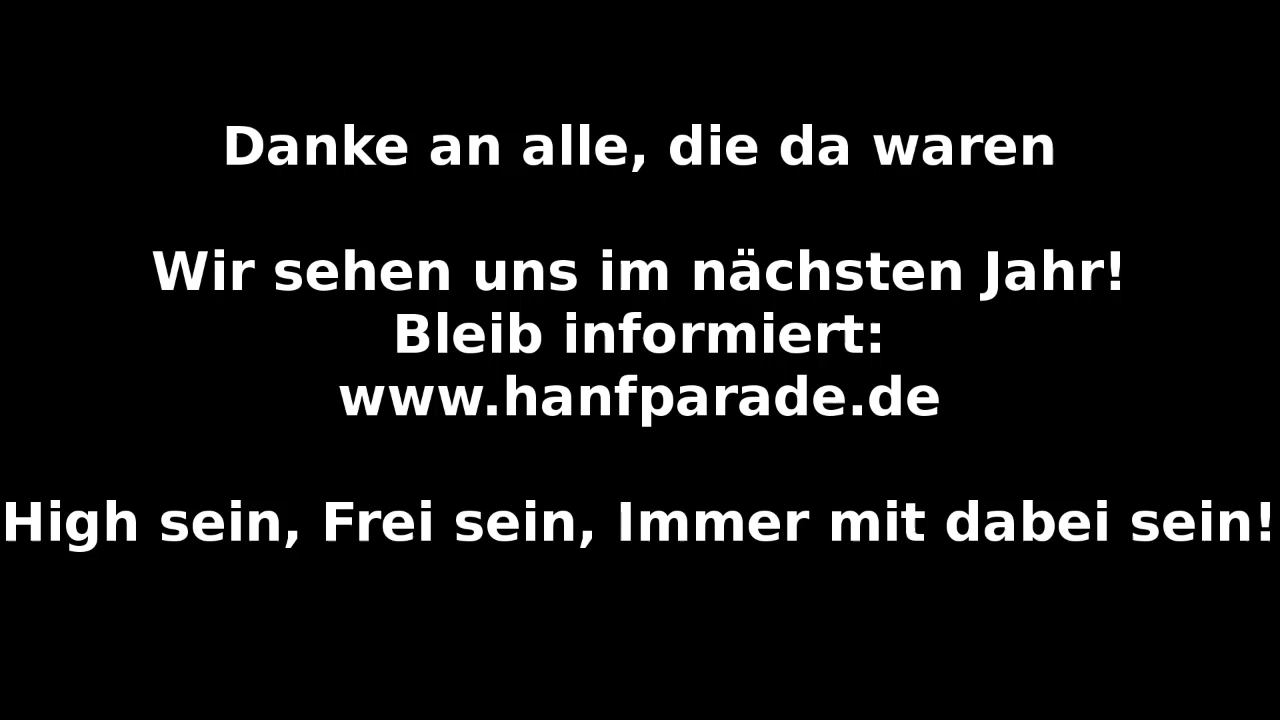 Danke an alle, die da waren
Wir sehen uns im nächsten Jahr!
Bleib informiert:
www.hanfparade.de
High sein, Frei sein, Immer mit dabei sein!